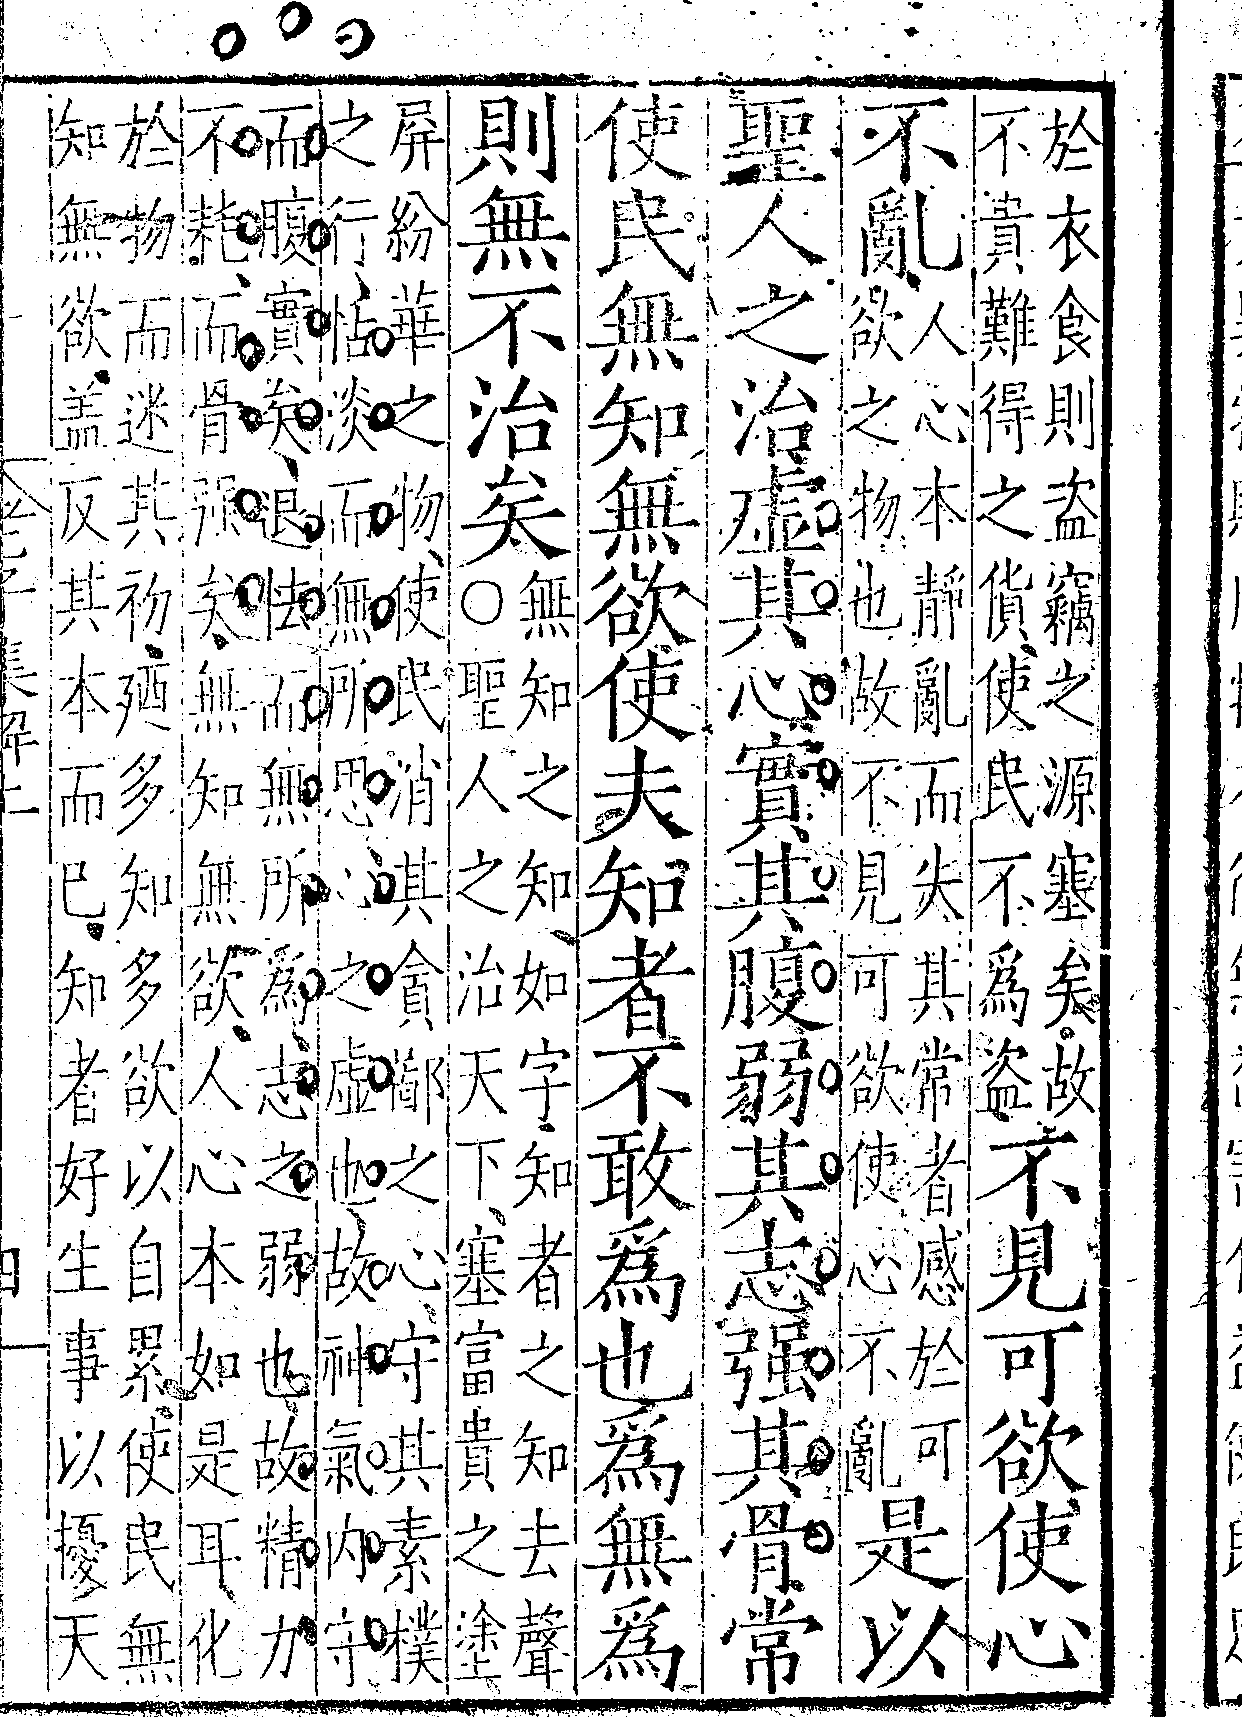 於衣食則盜竊之源塞矣故
不貴難得之貨使民不爲盜
不見可欲使心
不亂
人心本靜亂而失其常者感於可
欲之物也故不見可欲使心不亂
是以
聖人之治虛其心實其腹弱其志强其骨常
使民無知無欲使夫知者不敢爲也爲無爲
則無不治矣
無知之知如字知者之知去聲
○聖人之治天下塞富貴之塗
屏紛華之物使民消其貪鄙之心守其素樸
之行恬淡而無所思心之虛也故神氣內守
而腹實矣退怯而無所爲志之弱也故精力
不耗而骨强矣無知無欲人心本如是耳化
於物而迷其初廼多知多欲以自累使民無
知無欲盖反其本而已知者好生事以擾天
老子集解上
四